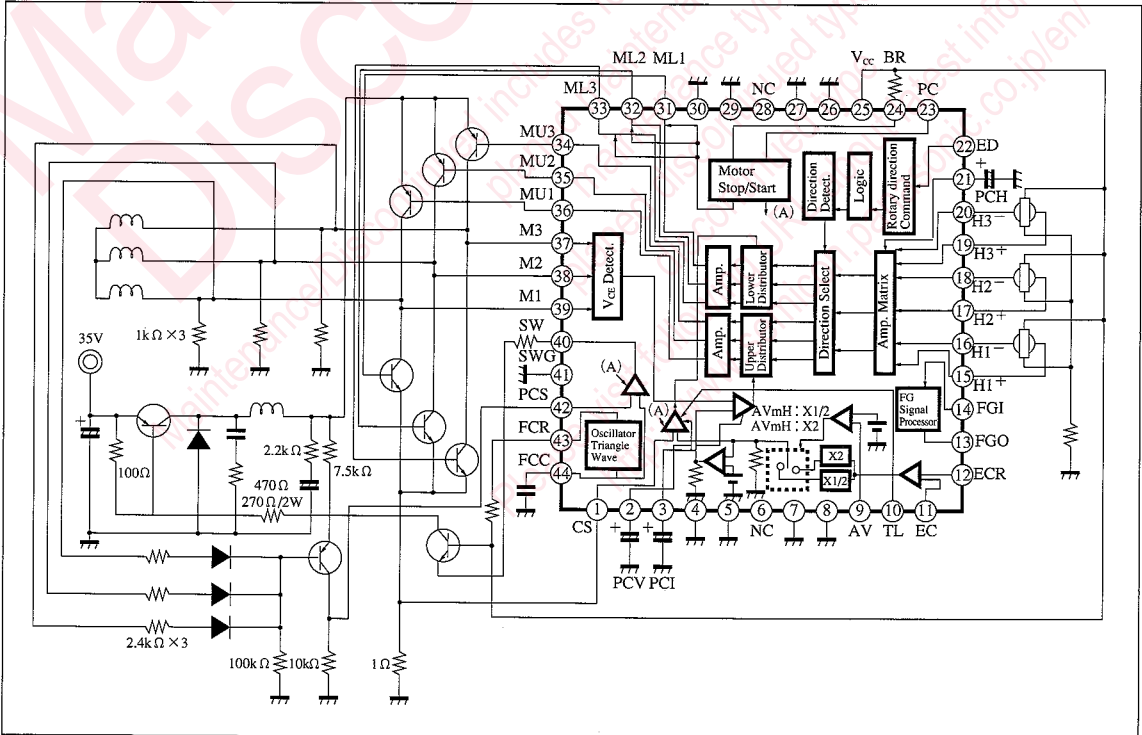 ML2 ML1
Vcc BR
ML3
NC
PC
33
32
31
30
29
28
27
26
25
24
23
MU3
34
MU2
35
MU1
36
M3
37
M2
38
M1
39
SW
40
SWG
41
PCS
42
FCR
43
FCC
44
22
ED
21
+
PCH
20
H3−
19
H3+
18
H2−
17
H2+
16
H1−
15
H1+
14
FGI
13
FGO
12
ECR
Motor
Stop/Start
(A)
Direction
Detect.
Logic
Rotary direction
Command
VCE Detect.
Amp.
Lower
Distributor
Direction Select
Amp. Matrix
Amp.
Upper
Distributor
(A)
(A)
AVmH : X1/2
AVmH : X2
FG
Signal
Processor
Oscillator
Triangle
Wave
X2
X1/2
1
2
3
4
5
6
7
8
9
10
11
CS
+
+
NC
AV
TL
EC
PCV
PCI
1kΩ ×3
35V
+
100Ω
2.2kΩ
7.5kΩ
470Ω
270Ω/2W
2.4kΩ ×3
100kΩ
10kΩ
1Ω